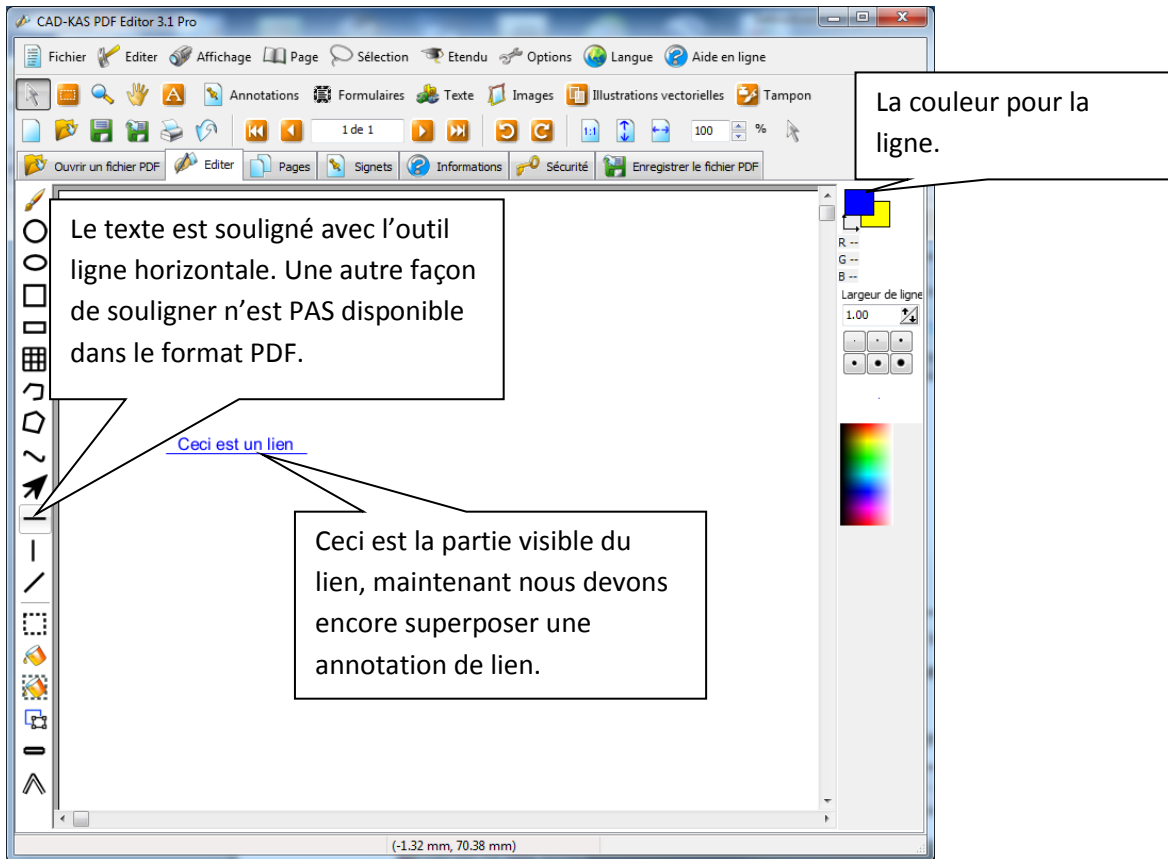 CAD-KAS PDF Editor 3.1 Pro
Fichier Editer Affichage Page Sélection Etendu Options Langue Aide en ligne
Annotations Formulaires Texte Images Illustrations vectorielles Tampon
1 de 1 1:1 100 %
Ouvrir un fichier PDF Editer Pages Signets Informations Sécurité Enregistrer le fichier PDF
La couleur pour la
ligne.
Le texte est souligné avec l’outil
ligne horizontale. Une autre façon
de souligner n’est PAS disponible
dans le format PDF.
R --
G --
B --
Largeur de ligne
1.00
Ceci est un lien
Ceci est la partie visible du
lien, maintenant nous devons
encore superposer une
annotation de lien.
(-1.32 mm, 70.38 mm)